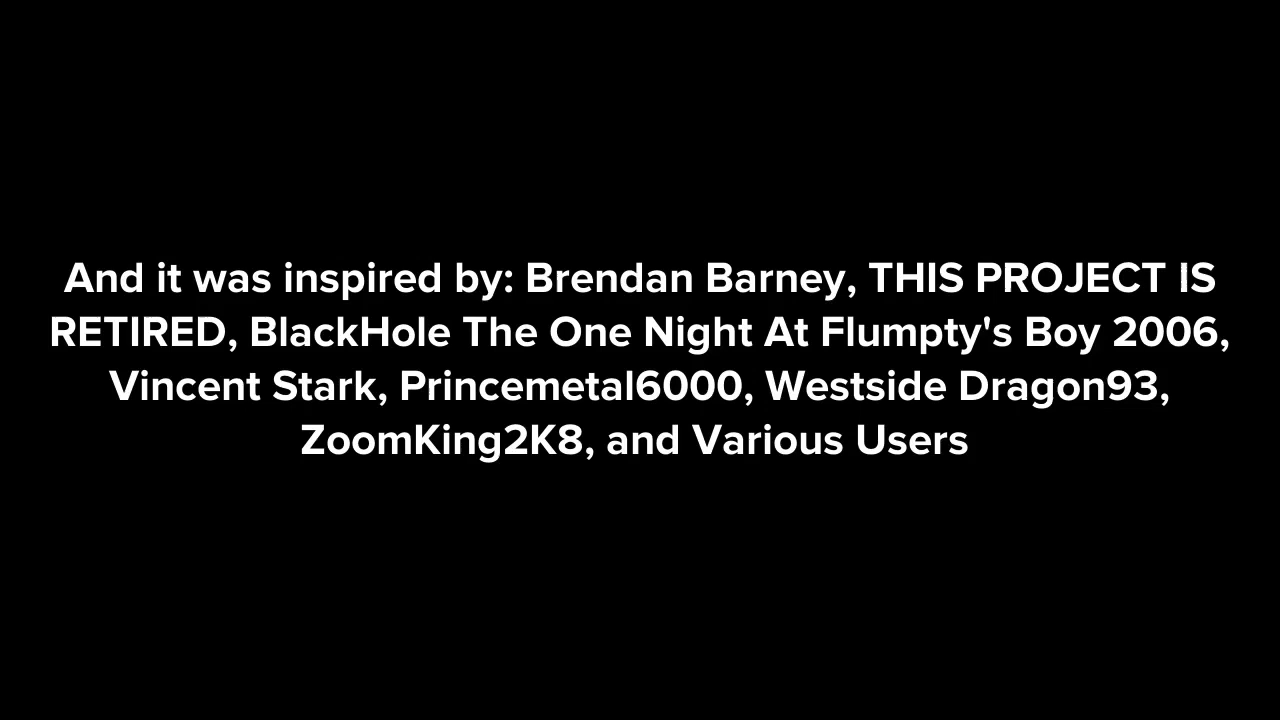 And it was inspired by: Brendan Barney, THIS PROJECT IS
RETIRED, BlackHole The One Night At Flumpty's Boy 2006,
Vincent Stark, Princemetal6000, Westside Dragon93,
ZoomKing2K8, and Various Users